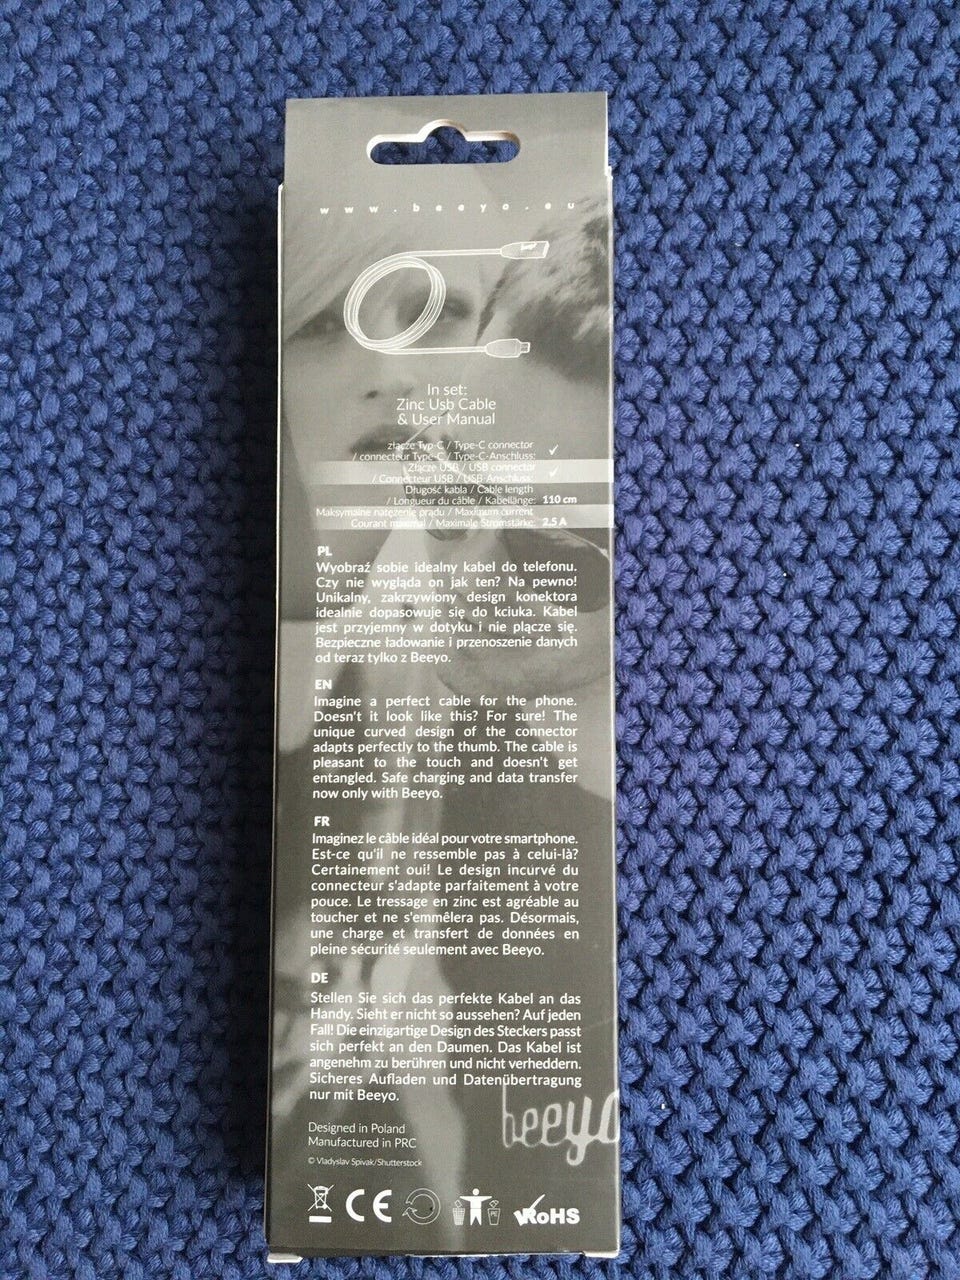 www.beeyo.eu
beeyo
In set:
Zinc Usb Cable
& User Manual
złącze Typ-C / Type-C connector
/ connecteur Type-C / Type-C-Anschluss: ✓
Złącze USB / USB connector
/ Connecteur USB / USB-Anschluss: ✓
Długość kabla / Cable length
/ Longueur du câble / Kabellänge: 110 cm
Maksymalne natężenie prądu / Maximum current
Courant maximal / Maximale Stromstärke: 2,5 A
PL
Wyobraź sobie idealny kabel do telefonu.
Czy nie wygląda on jak ten? Na pewno!
Unikalny, zakrzywiony design konektora
idealnie dopasowuje się do kciuka. Kabel
jest przyjemny w dotyku i nie plącze się.
Bezpieczne ładowanie i przenoszenie danych
od teraz tylko z Beeyo.
EN
Imagine a perfect cable for the phone.
Doesn't it look like this? For sure! The
unique curved design of the connector
adapts perfectly to the thumb. The cable is
pleasant to the touch and doesn't get
entangled. Safe charging and data transfer
now only with Beeyo.
FR
Imaginez le câble idéal pour votre smartphone.
Est-ce qu'il ne ressemble pas à celui-là?
Certainement oui! Le design incurvé du
connecteur s'adapte parfaitement à votre
pouce. Le tressage en zinc est agréable au
toucher et ne s'emmêlera pas. Désormais,
une charge et transfert de données en
pleine sécurité seulement avec Beeyo.
DE
Stellen Sie sich das perfekte Kabel an das
Handy. Sieht er nicht so aussehen? Auf jeden
Fall! Die einzigartige Design des Steckers passt
sich perfekt an den Daumen. Das Kabel ist
angenehm zu berühren und nicht verheddern.
Sicheres Aufladen und Datenübertragung
nur mit Beeyo.
beeyo
Designed in Poland
Manufactured in PRC
© Vladyslav Spivak/Shutterstock
CE PE RoHS